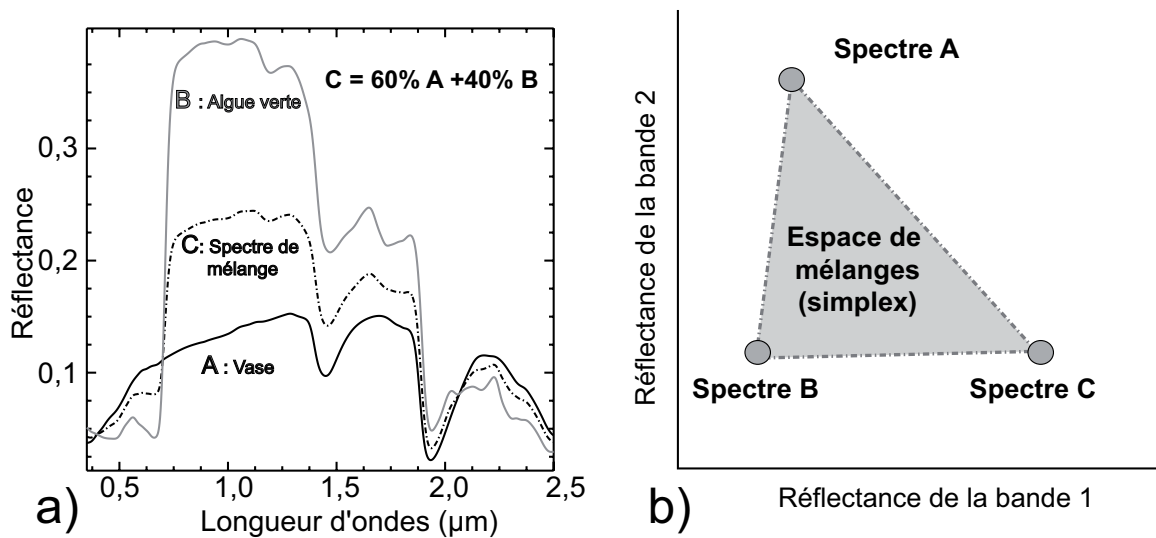 C = 60% A +40% B
B : Algue verte
0,3
Réflectance
C: Spectre de
mélange
0,2
A : Vase
0,1
0,5
1,0
1,5
2,0
2,5
a)
Longueur d'ondes (µm)
Spectre A
Réflectance de la bande 2
Espace de
mélanges
(simplex)
Spectre B
Spectre C
b)
Réflectance de la bande 1